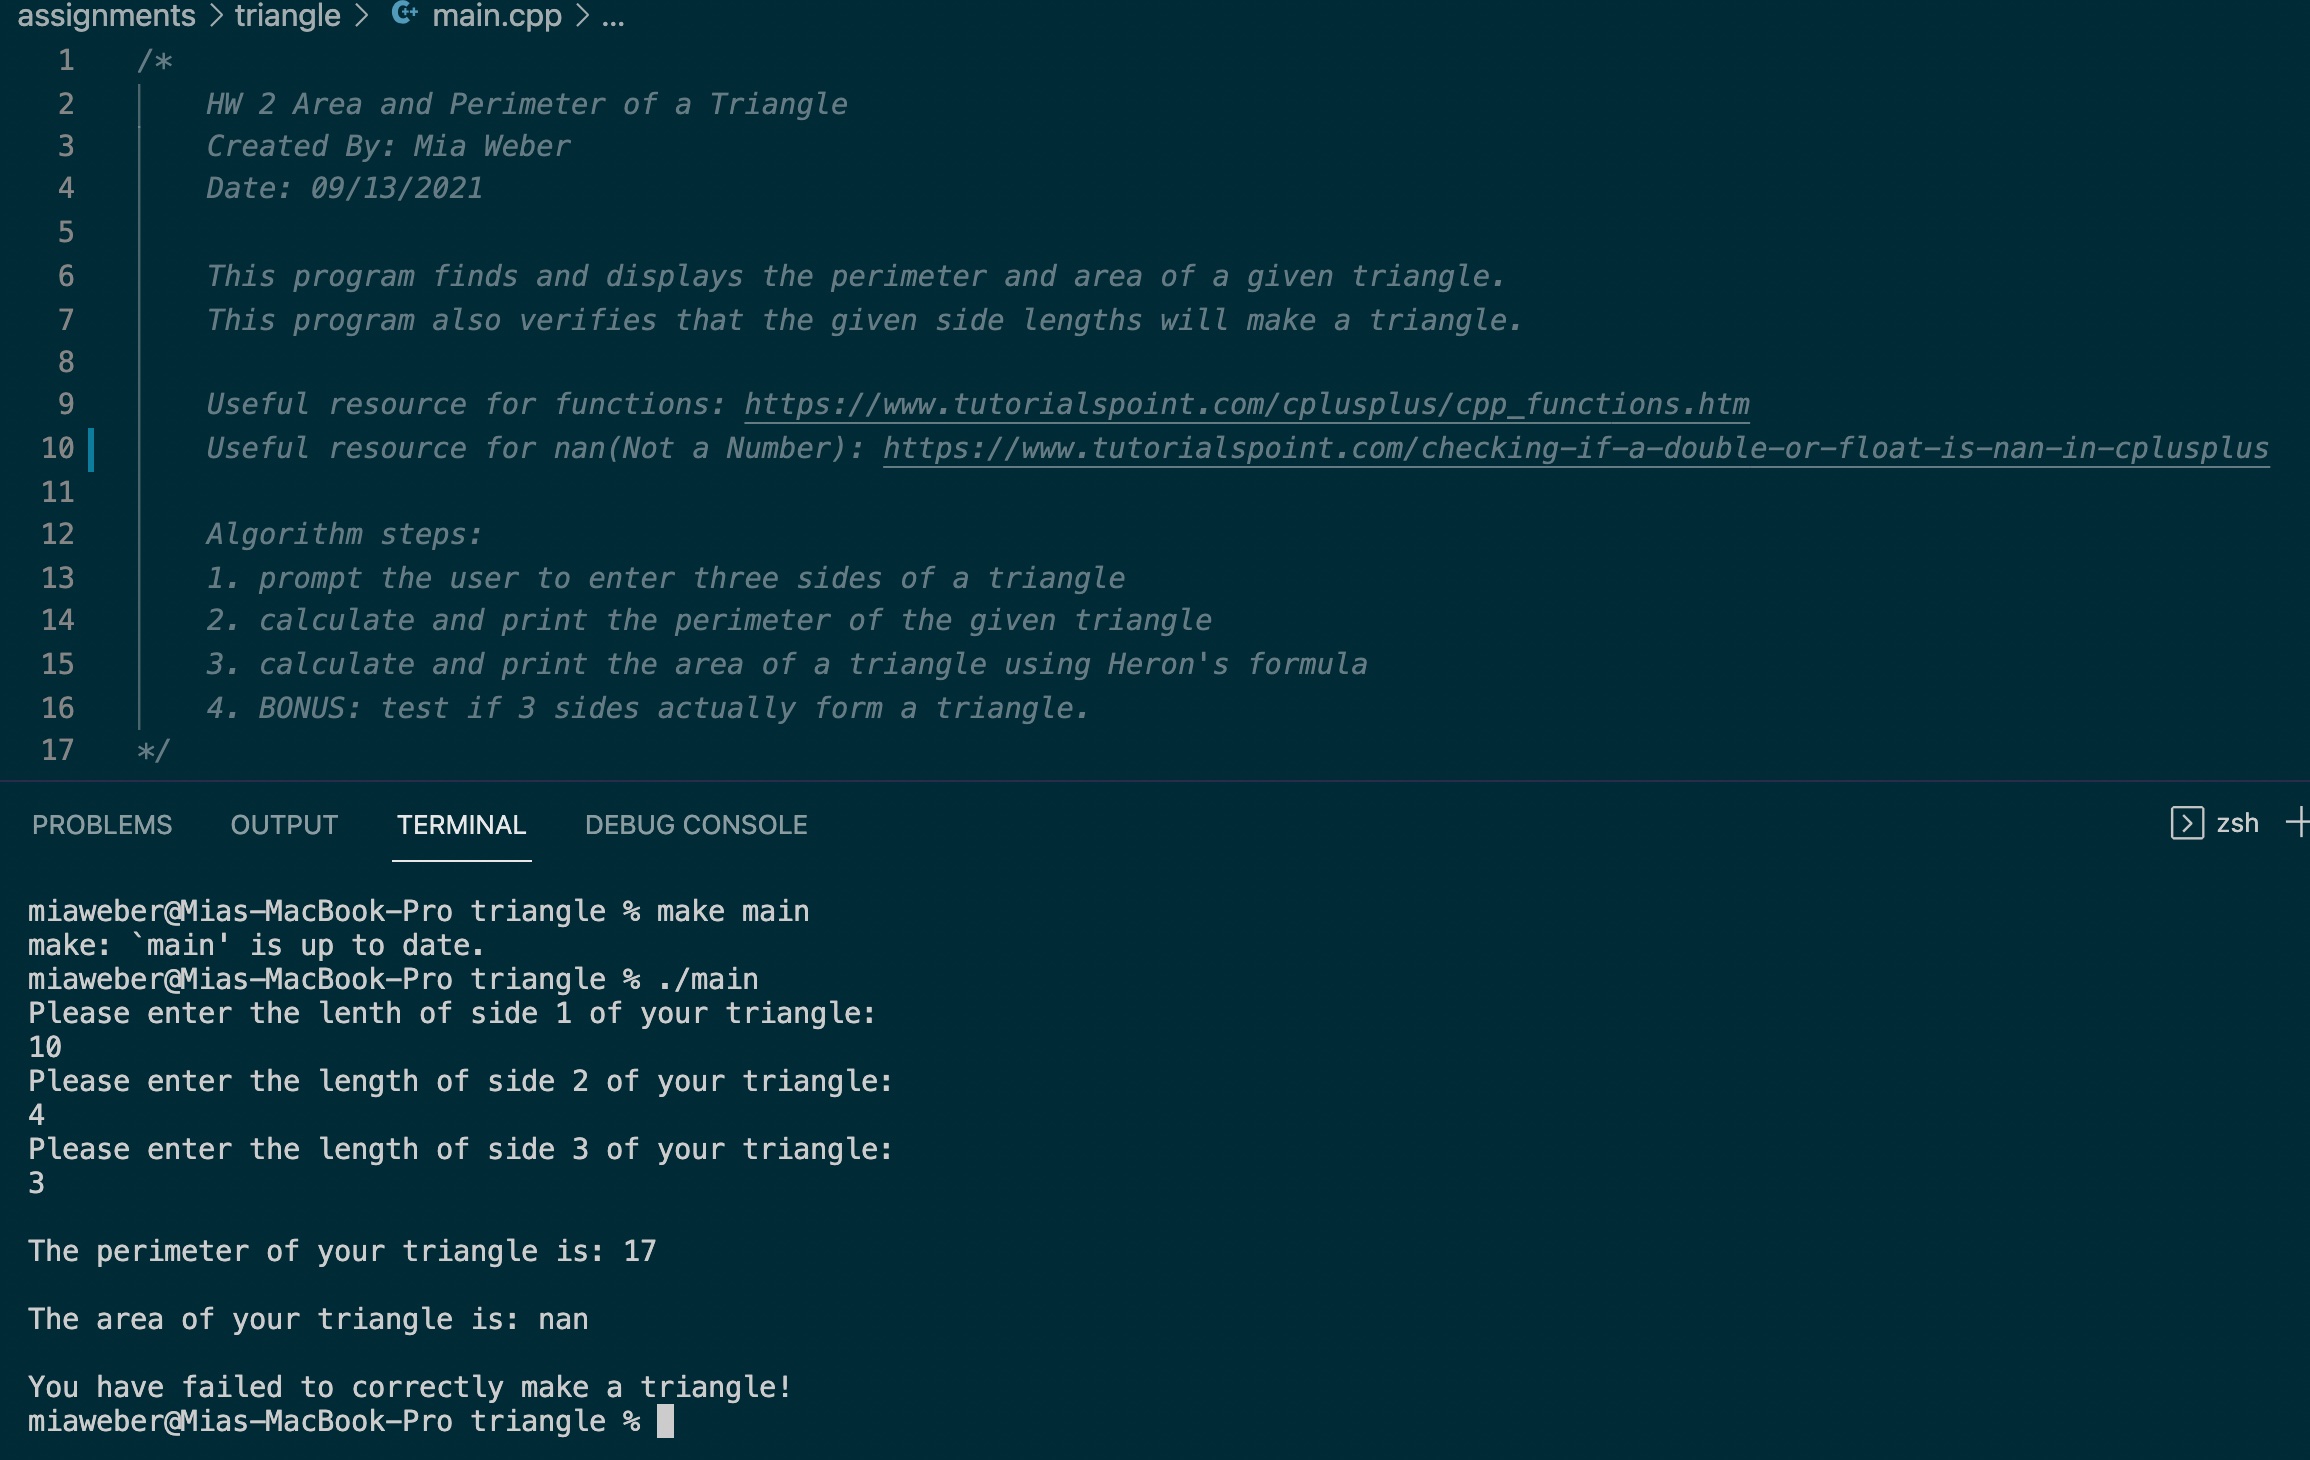 assignments > triangle > C++ main.cpp > ...
1 /*
2 HW 2 Area and Perimeter of a Triangle
3 Created By: Mia Weber
4 Date: 09/13/2021
5
6 This program finds and displays the perimeter and area of a given triangle.
7 This program also verifies that the given side lengths will make a triangle.
8
9 Useful resource for functions: https://www.tutorialspoint.com/cplusplus/cpp_functions.htm
10 Useful resource for nan(Not a Number): https://www.tutorialspoint.com/checking-if-a-double-or-float-is-nan-in-cplusplus
11
12 Algorithm steps:
13 1. prompt the user to enter three sides of a triangle
14 2. calculate and print the perimeter of the given triangle
15 3. calculate and print the area of a triangle using Heron's formula
16 4. BONUS: test if 3 sides actually form a triangle.
17 */
PROBLEMS OUTPUT TERMINAL DEBUG CONSOLE zsh +
miaweber@Mias-MacBook-Pro triangle % make main
make: `main' is up to date.
miaweber@Mias-MacBook-Pro triangle % ./main
Please enter the lenth of side 1 of your triangle:
10
Please enter the length of side 2 of your triangle:
4
Please enter the length of side 3 of your triangle:
3
The perimeter of your triangle is: 17
The area of your triangle is: nan
You have failed to correctly make a triangle!
miaweber@Mias-MacBook-Pro triangle %